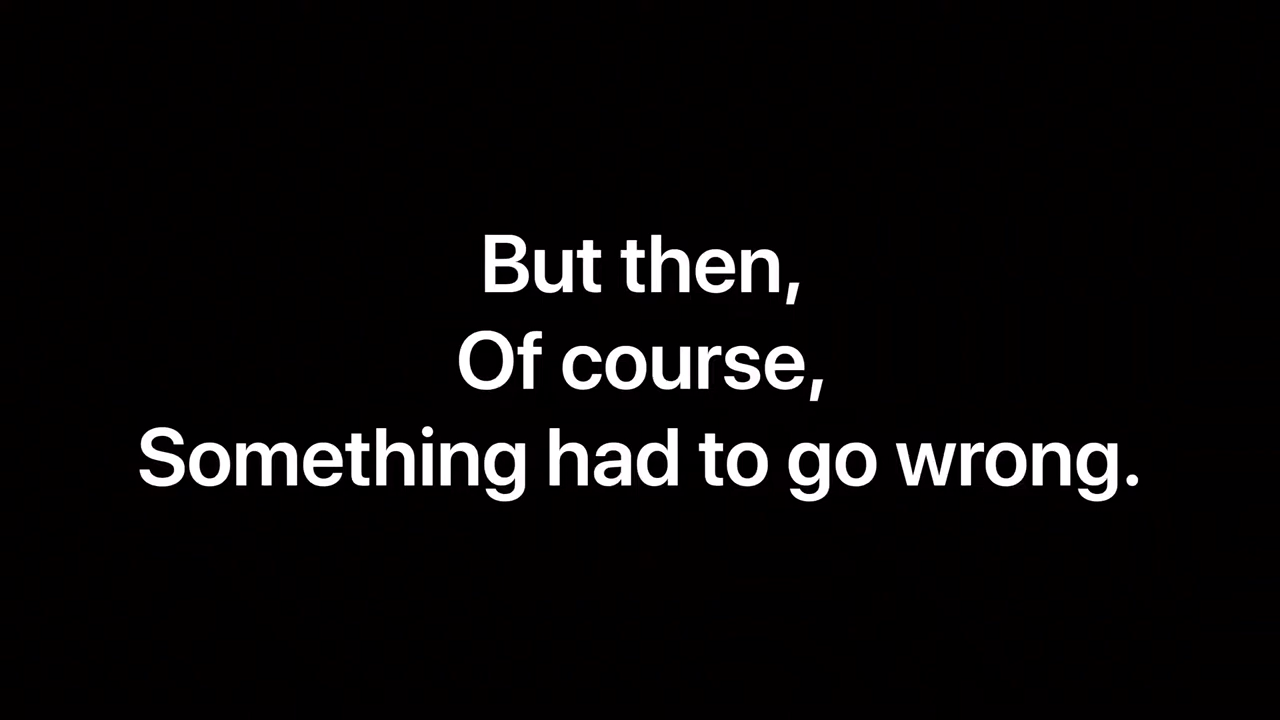 But then,
Of course,
Something had to go wrong.